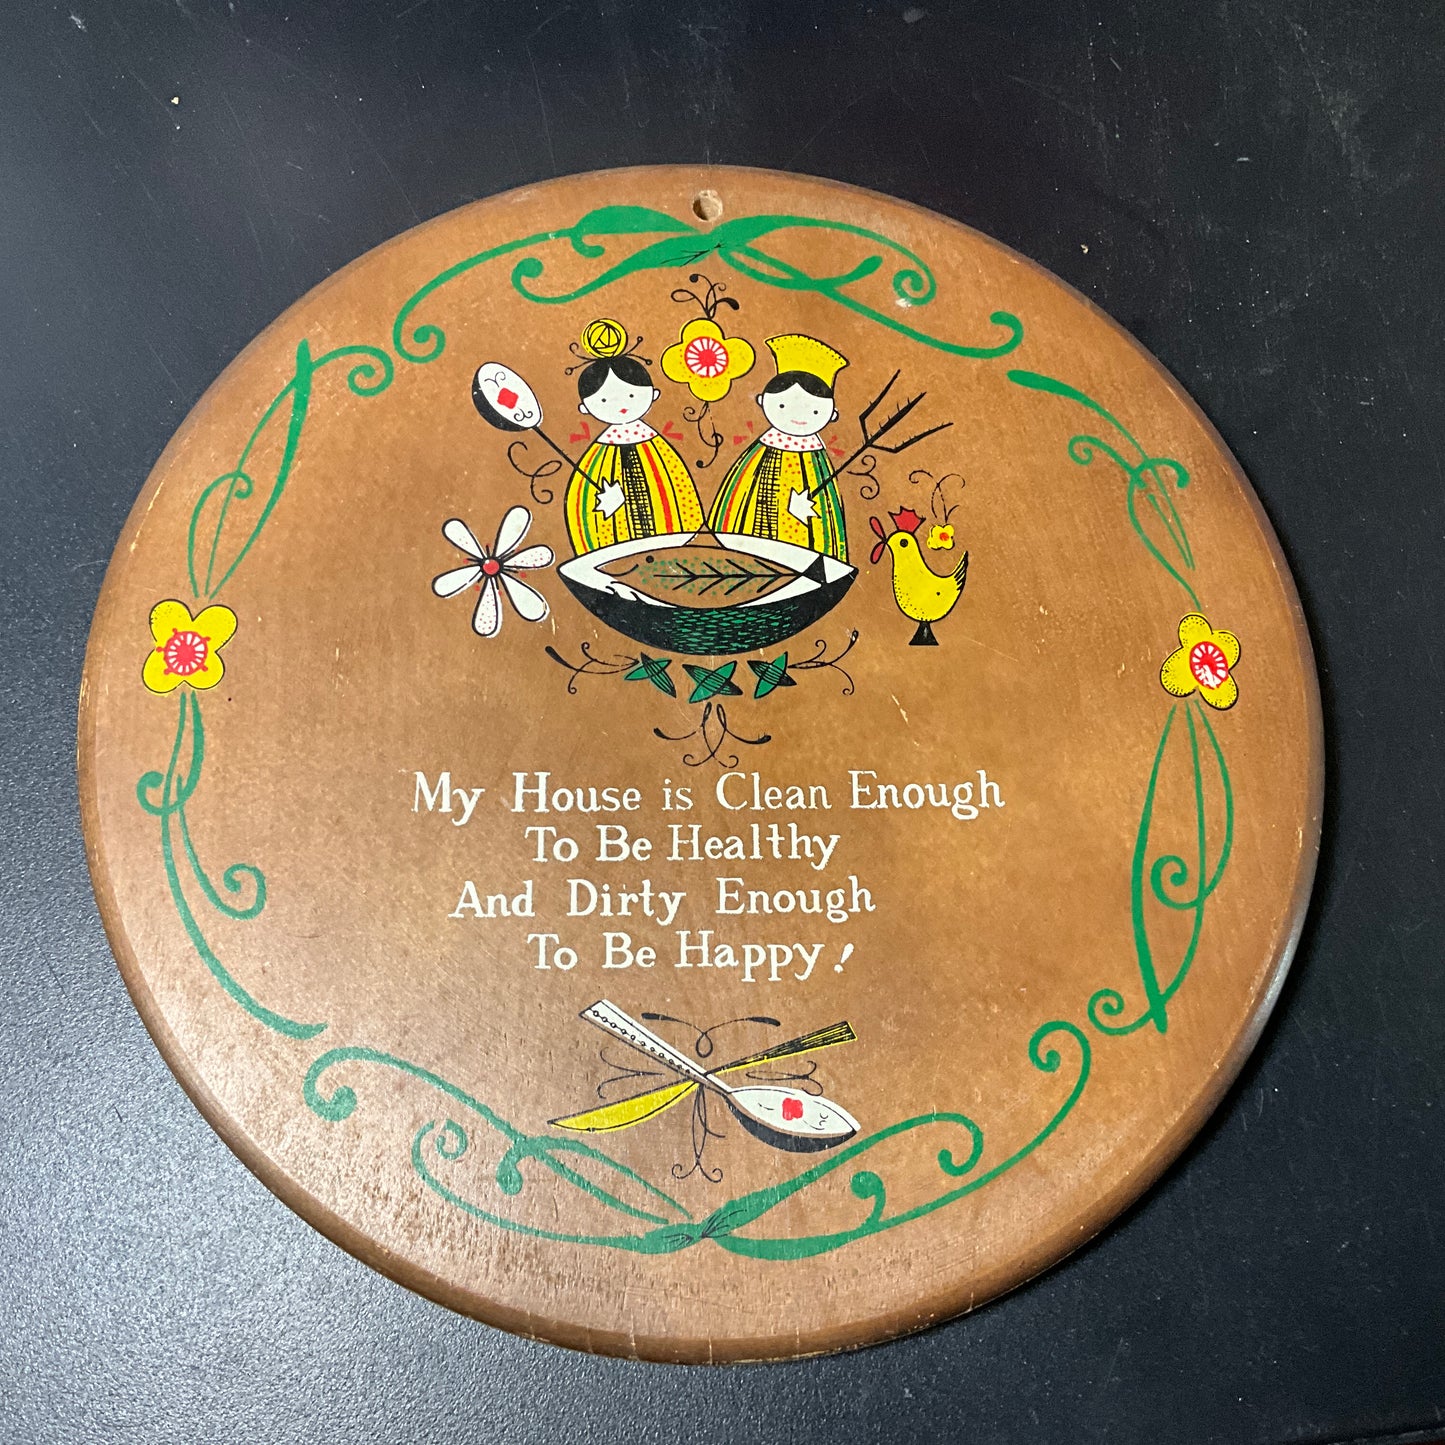 My House is Clean Enough
To Be Healthy
And Dirty Enough
To Be Happy!